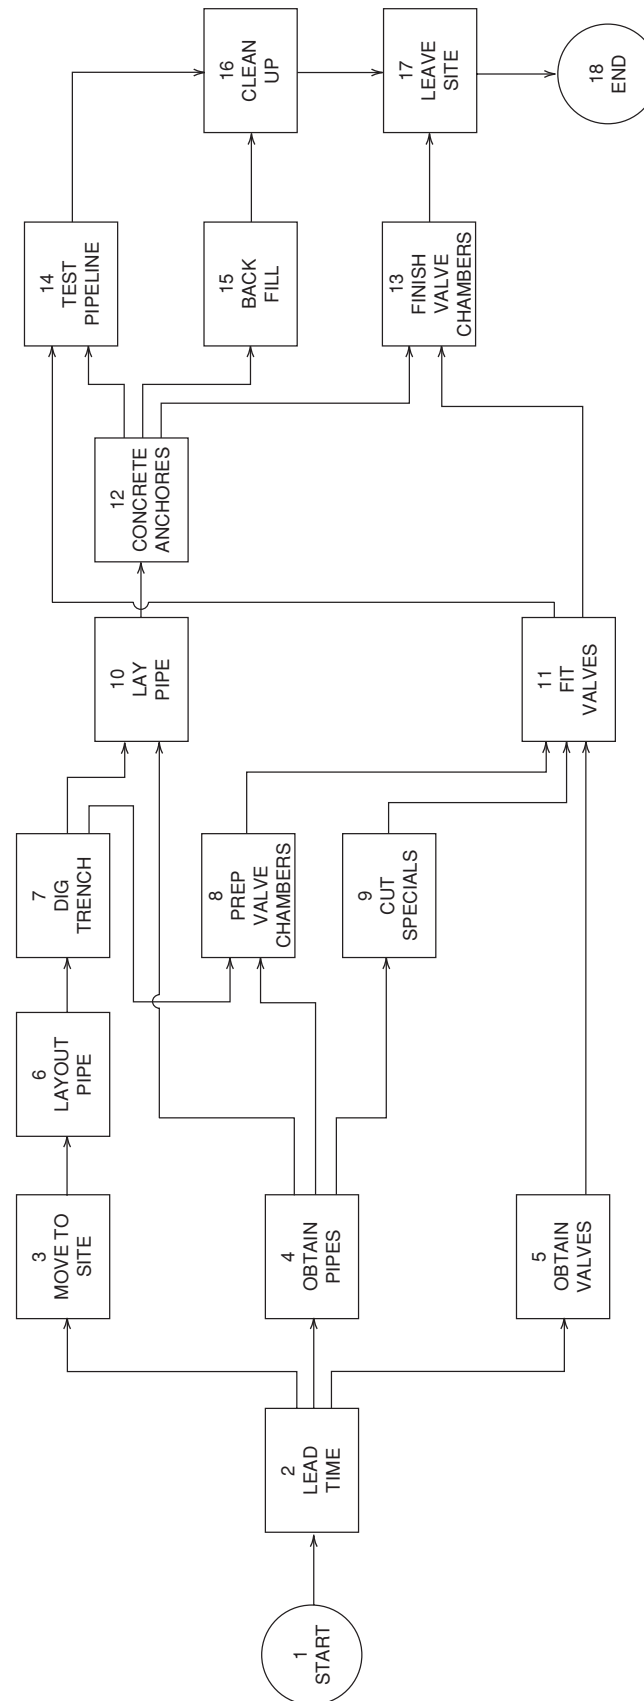 1
START
2
LEAD
TIME
3
MOVE TO
SITE
4
OBTAIN
PIPES
5
OBTAIN
VALVES
6
LAYOUT
PIPE
7
DIG
TRENCH
8
PREP
VALVE
CHAMBERS
9
CUT
SPECIALS
10
LAY
PIPE
11
FIT
VALVES
12
CONCRETE
ANCHORES
14
TEST
PIPELINE
15
BACK
FILL
13
FINISH
VALVE
CHAMBERS
16
CLEAN
UP
17
LEAVE
SITE
18
END